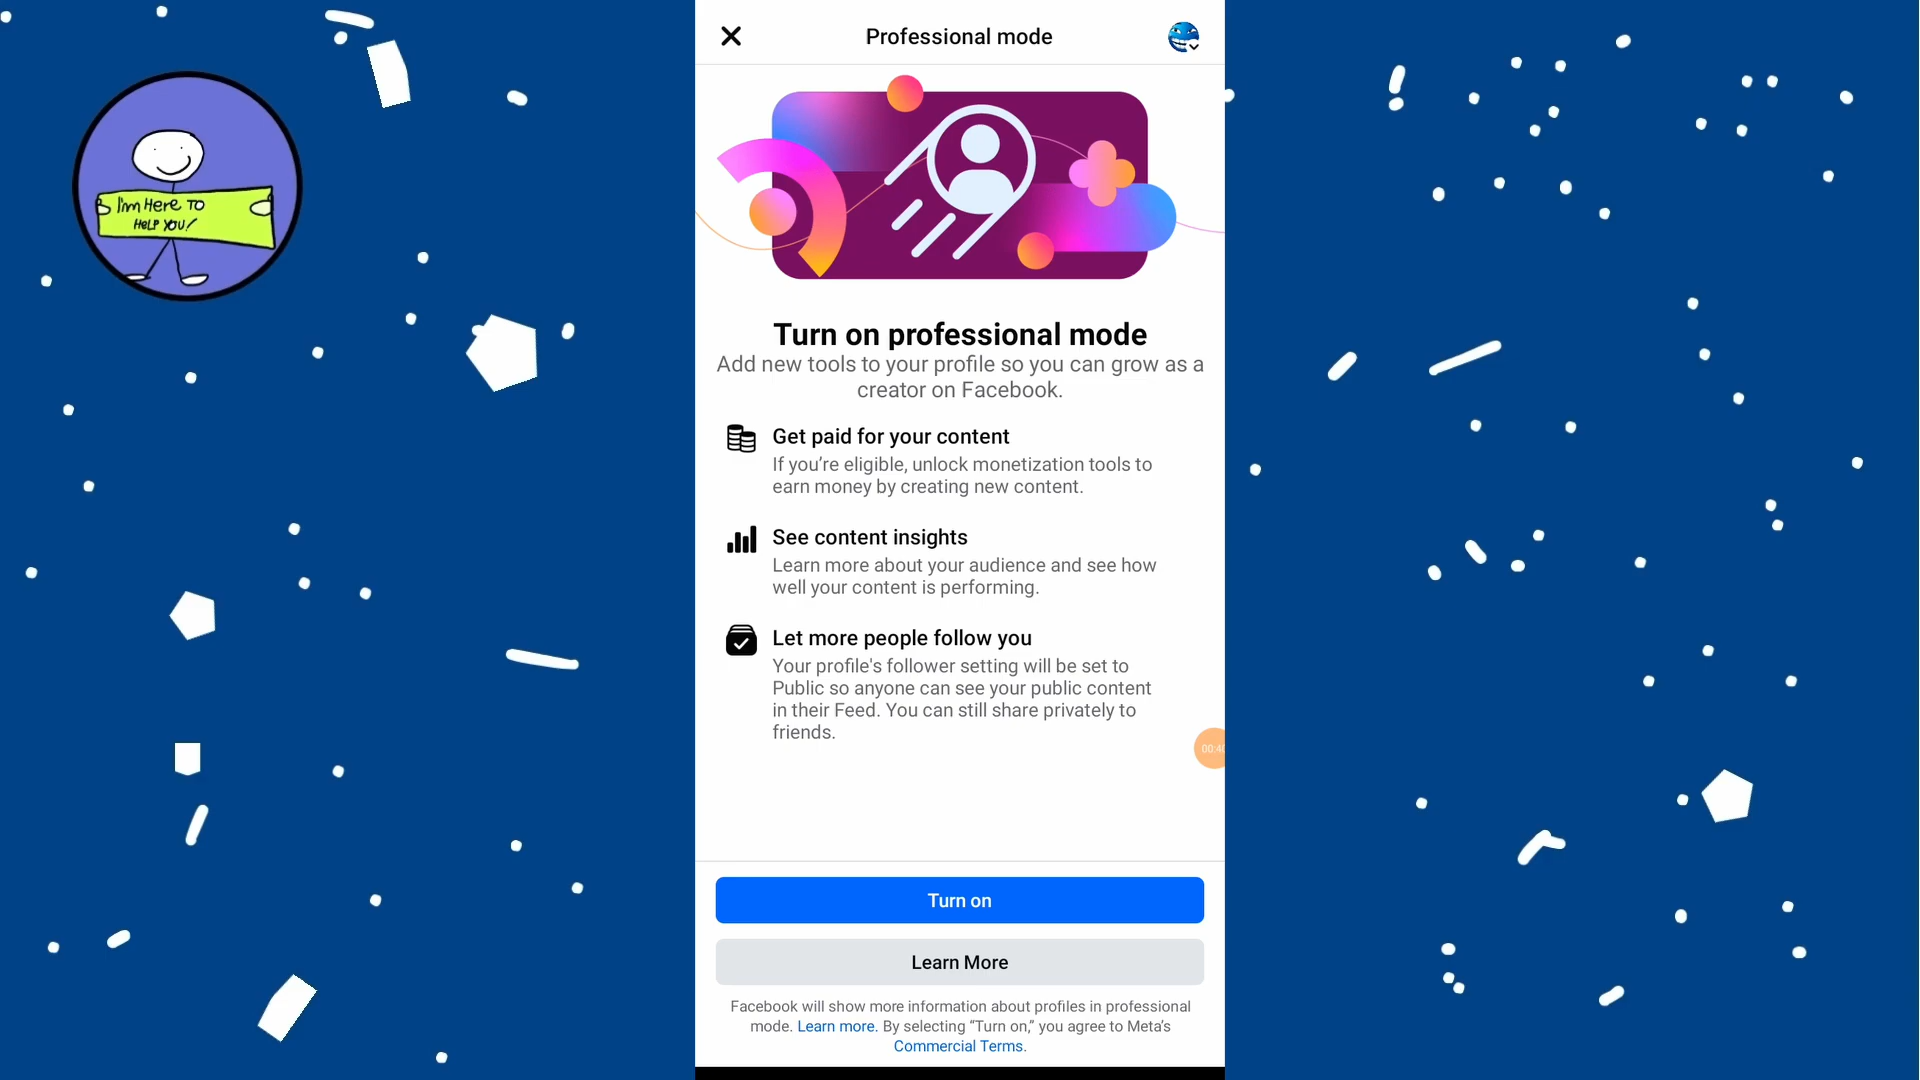 Professional mode
I'm HERE TO
HELP YOU!
Turn on professional mode
Add new tools to your profile so you can grow as a
creator on Facebook.
Get paid for your content
If you’re eligible, unlock monetization tools to
earn money by creating new content.
See content insights
Learn more about your audience and see how
well your content is performing.
Let more people follow you
Your profile's follower setting will be set to
Public so anyone can see your public content
in their Feed. You can still share privately to
friends.
Turn on
Learn More
Facebook will show more information about profiles in professional
mode. Learn more. By selecting “Turn on,” you agree to Meta’s
Commercial Terms.